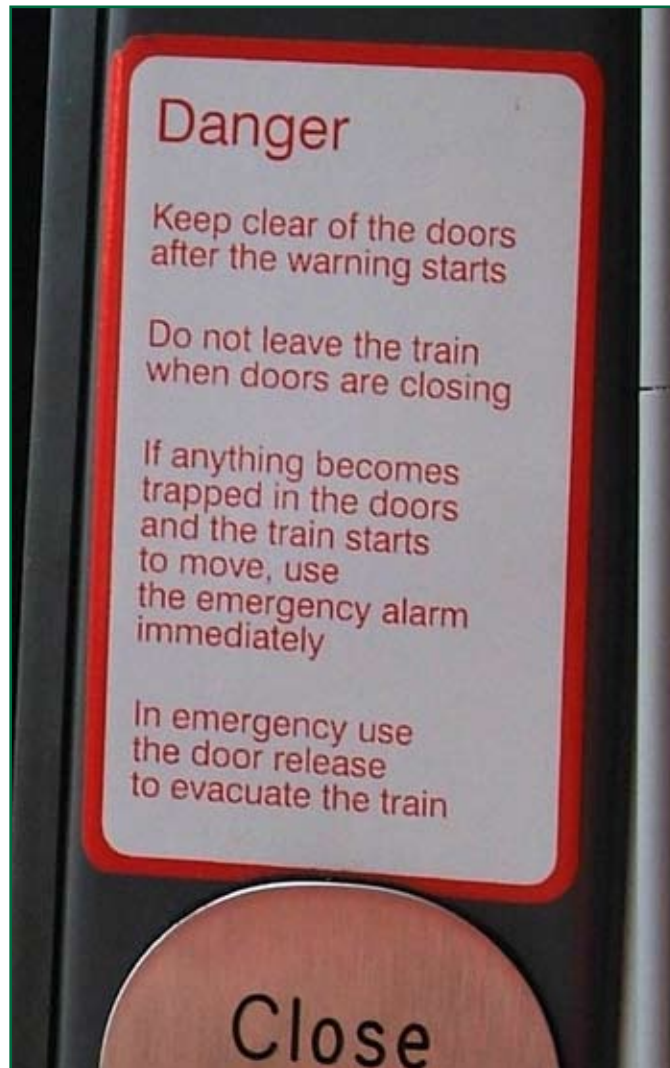 Danger
Keep clear of the doors
after the warning starts
Do not leave the train
when doors are closing
If anything becomes
trapped in the doors
and the train starts
to move, use
the emergency alarm
immediately
In emergency use
the door release
to evacuate the train
Close